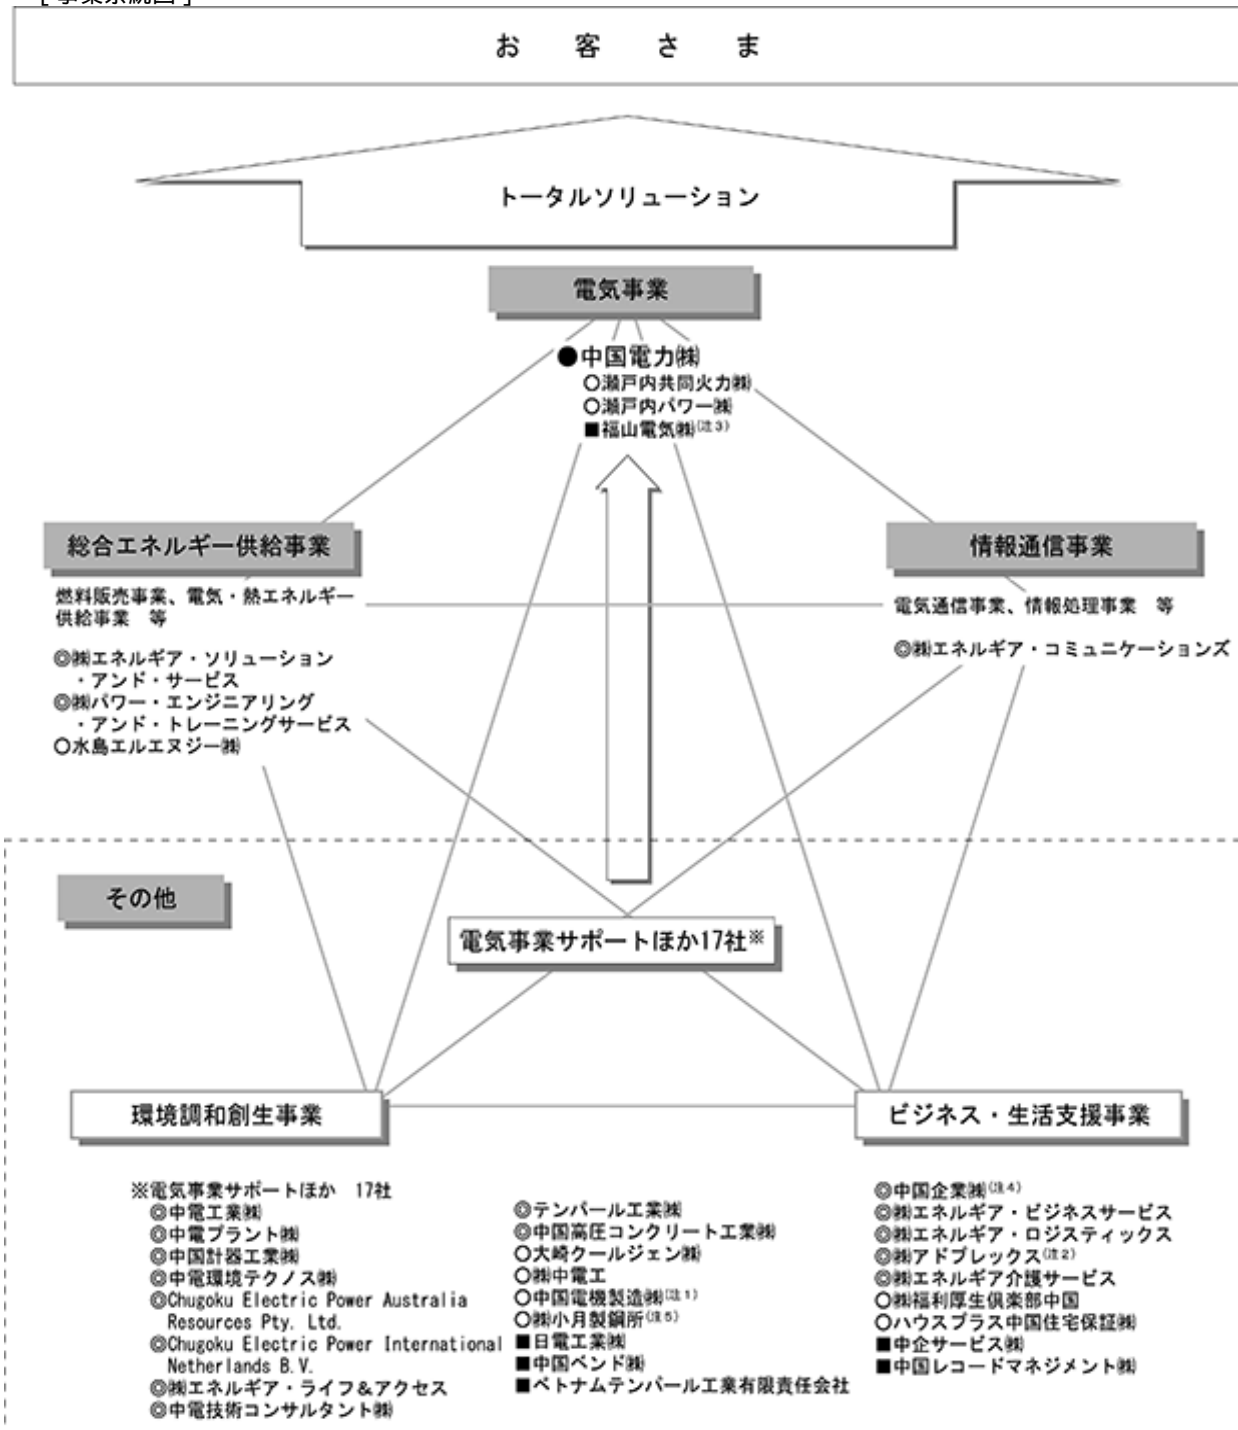 [事業系統図]
お 客 さ ま
トータルソリューション
電気事業
●中国電力㈱
○瀬戸内共同火力㈱
○瀬戸内パワー㈱
■福山電気㈱(注3)
総合エネルギー供給事業
燃料販売事業、電気・熱エネルギー
供給事業 等
◎㈱エネルギア・ソリューション
・アンド・サービス
◎㈱パワー・エンジニアリング
・アンド・トレーニングサービス
○水島エルエヌジー㈱
情報通信事業
電気通信事業、情報処理事業 等
◎㈱エネルギア・コミュニケーションズ
その他
電気事業サポートほか17社※
環境調和創生事業
ビジネス・生活支援事業
※電気事業サポートほか 17社
◎中電工業㈱
◎中電プラント㈱
◎中国計器工業㈱
◎中電環境テクノス㈱
◎Chugoku Electric Power Australia
Resources Pty. Ltd.
◎Chugoku Electric Power International
Netherlands B.V.
◎㈱エネルギア・ライフ&アクセス
◎中電技術コンサルタント㈱
◎テンパール工業㈱
◎中国高圧コンクリート工業㈱
○大崎クールジェン㈱
○㈱中電工
○中国電機製造㈱(注1)
○㈱小月製鋼所(注5)
■日電工業㈱
■中国ベンド㈱
■ベトナムテンパール工業有限責任会社
◎中国企業㈱(注4)
◎㈱エネルギア・ビジネスサービス
◎㈱エネルギア・ロジスティックス
◎㈱アドプレックス(注2)
◎㈱エネルギア介護サービス
○㈱福利厚生倶楽部中国
○ハウスプラス中国住宅保証㈱
■中企サービス㈱
■中国レコードマネジメント㈱